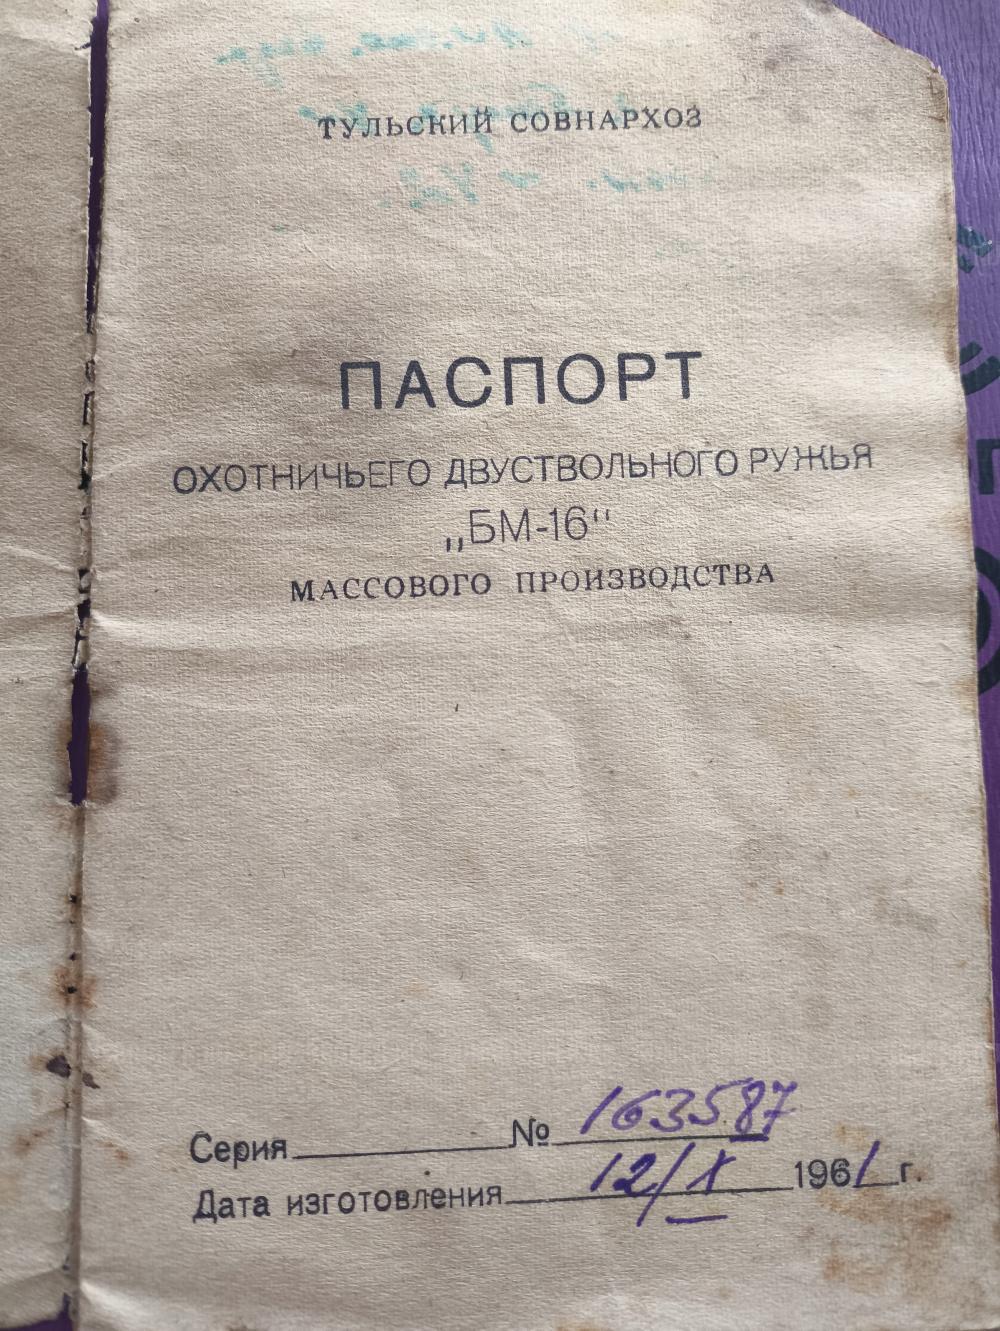 ТУЛЬСКИЙ СОВНАРХОЗ
ПАСПОРТ
ОХОТНИЧЬЕГО ДВУСТВОЛЬНОГО РУЖЬЯ
„БМ-16“
МАССОВОГО ПРОИЗВОДСТВА
Серия № 163587
Дата изготовления 12/X 1961 г.